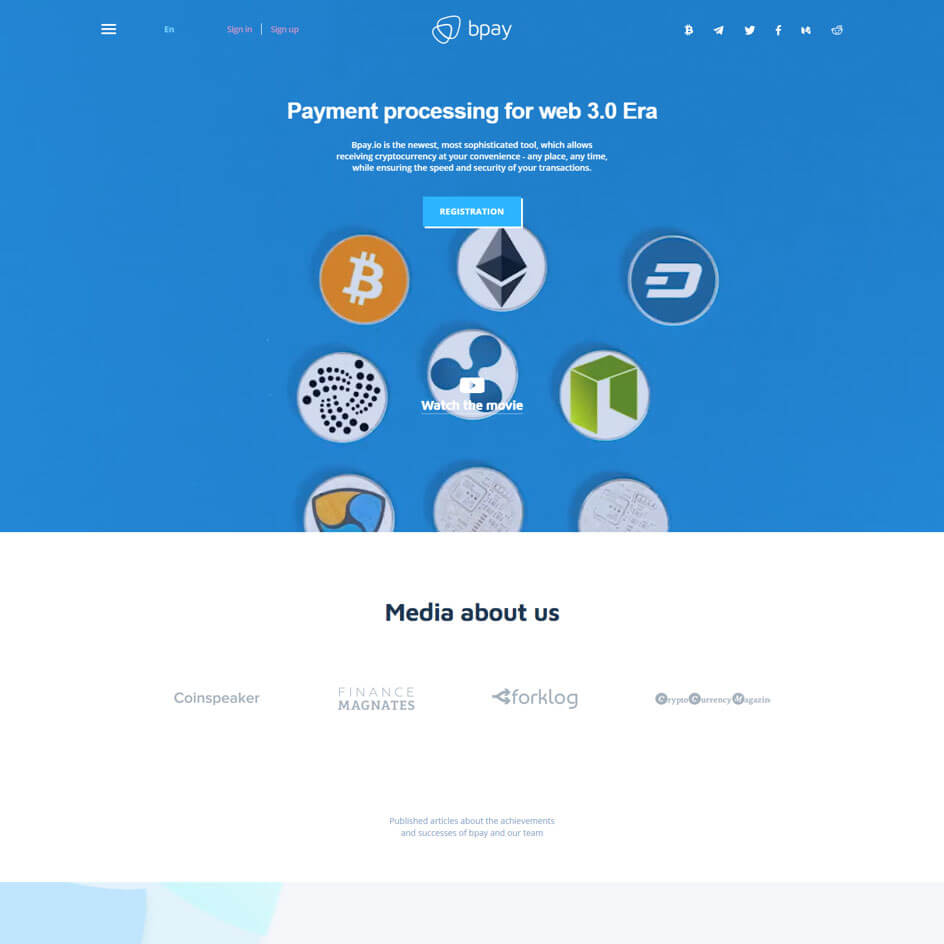 En
Sign in
Sign up
bpay
Payment processing for web 3.0 Era
Bpay.io is the newest, most sophisticated tool, which allows
receiving cryptocurrency at your convenience - any place, any time,
while ensuring the speed and security of your transactions.
REGISTRATION
Watch the movie
Media about us
Coinspeaker
FINANCE
MAGNATES
forklog
CryptoCurrencyMagazin
Published articles about the achievements
and successes of bpay and our team